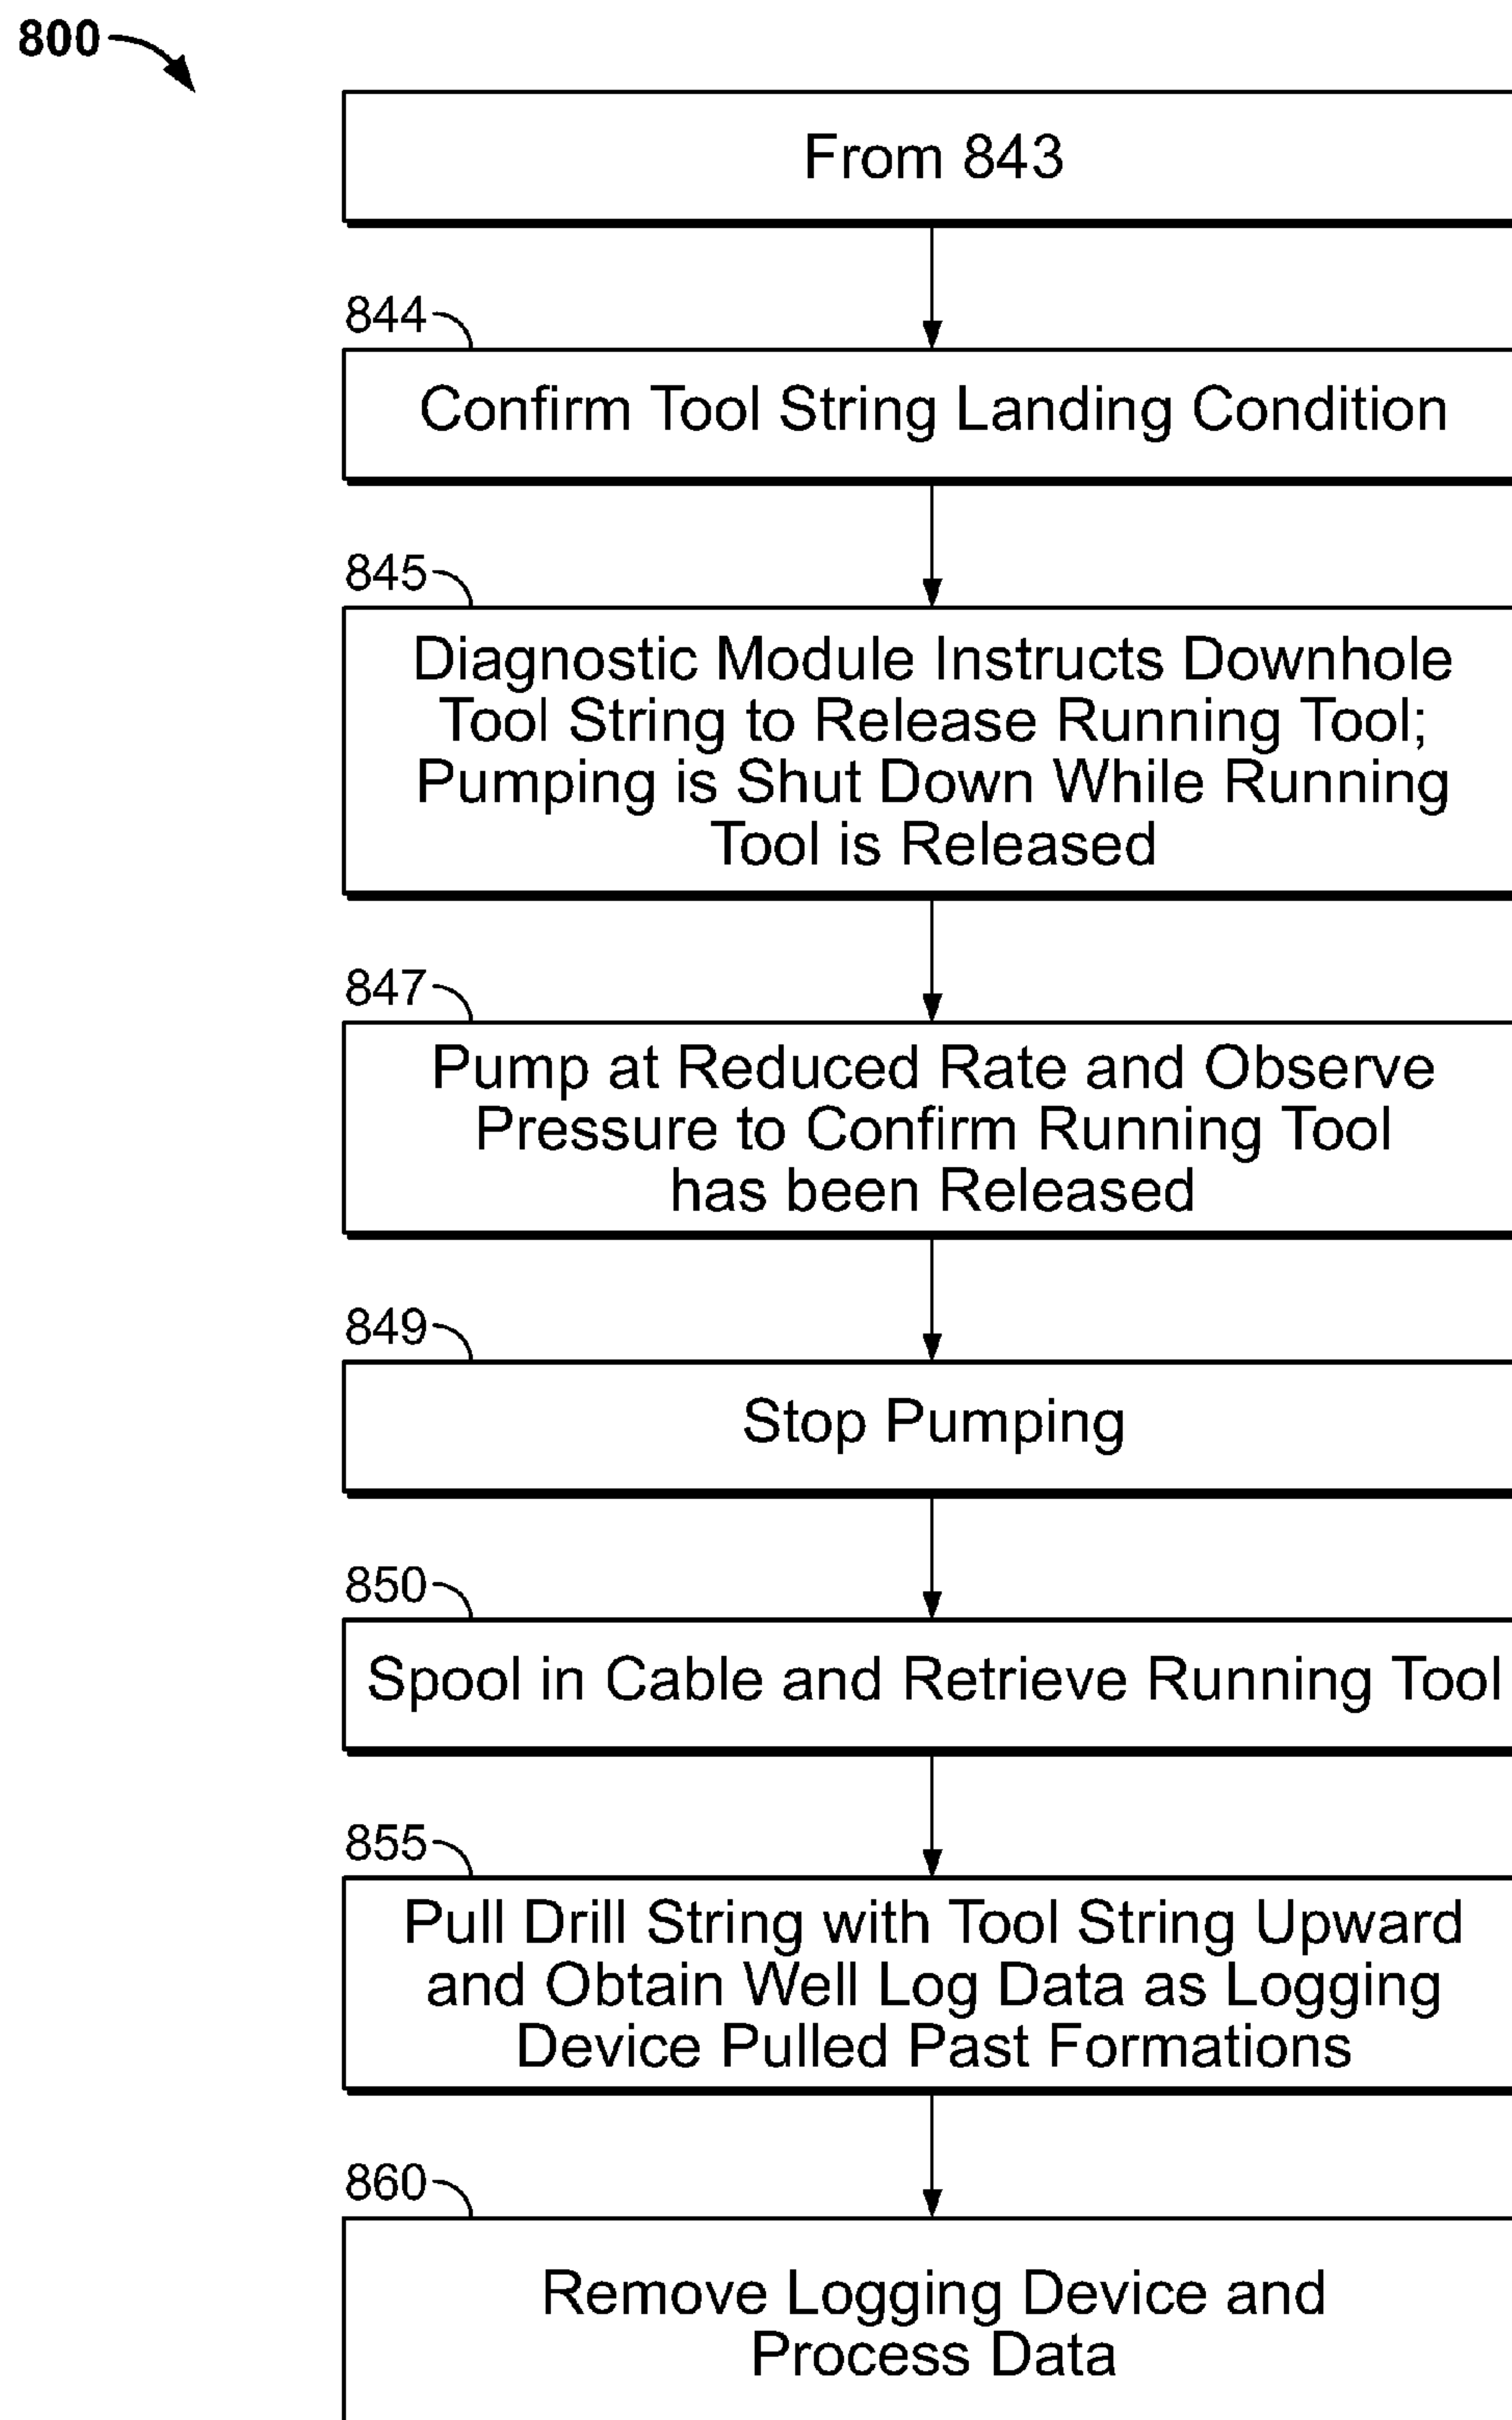 800
From 843
844
Confirm Tool String Landing Condition
845
Diagnostic Module Instructs Downhole
Tool String to Release Running Tool;
Pumping is Shut Down While Running
Tool is Released
847
Pump at Reduced Rate and Observe
Pressure to Confirm Running Tool
has been Released
849
Stop Pumping
850
Spool in Cable and Retrieve Running Tool
855
Pull Drill String with Tool String Upward
and Obtain Well Log Data as Logging
Device Pulled Past Formations
860
Remove Logging Device and
Process Data